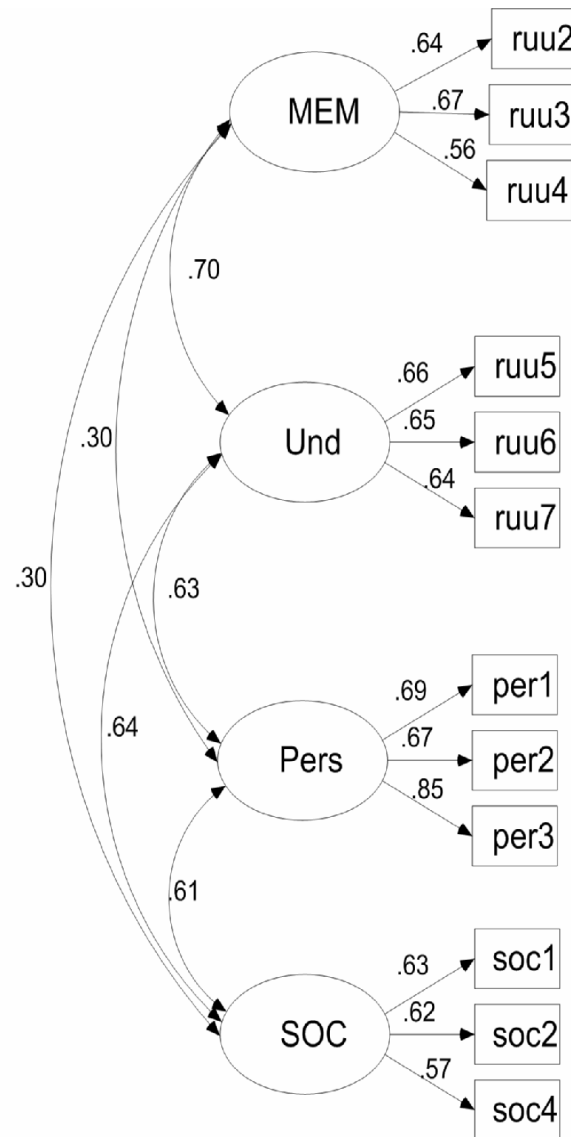 .64
ruu2
MEM
.67
ruu3
.56
ruu4
.70
.66
ruu5
.30
Und
.65
ruu6
.64
ruu7
.30
.63
.69
per1
.64
Pers
.67
per2
.85
per3
.61
.63
soc1
SOC
.62
soc2
.57
soc4